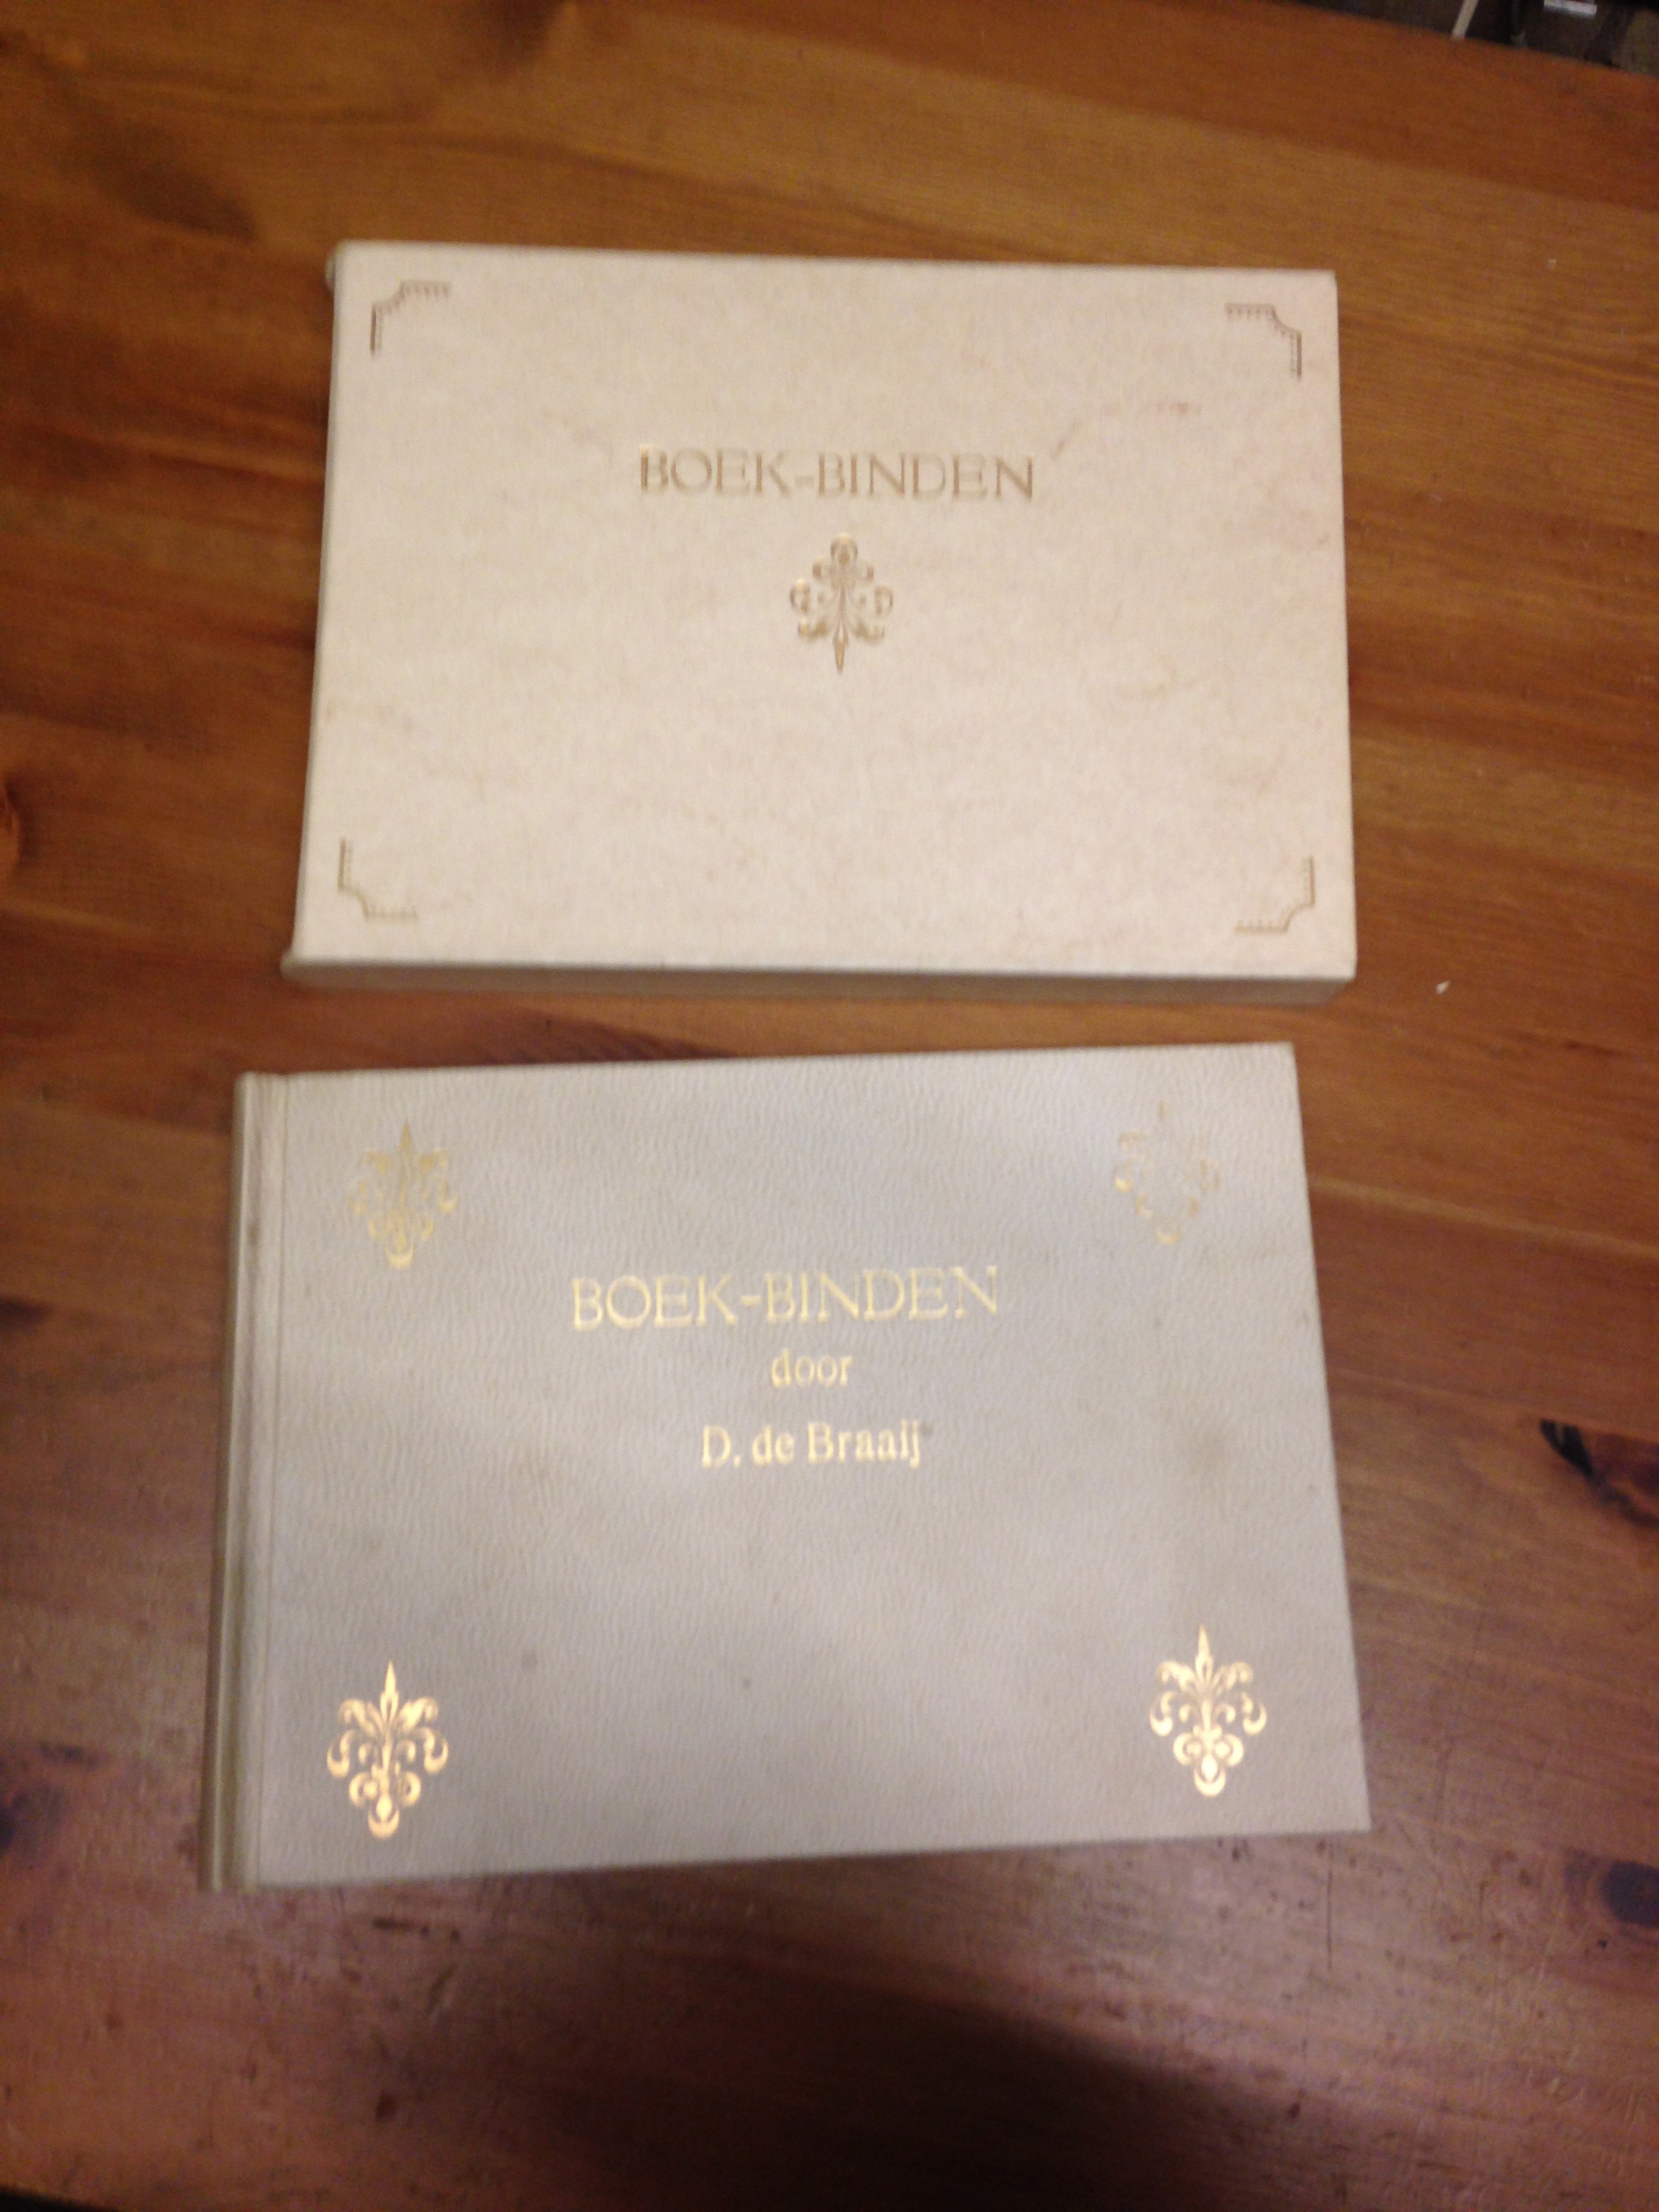 BOEK-BINDEN
BOEK-BINDEN
door
D. de Braaij